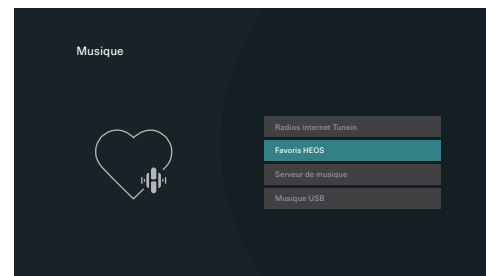 Musique
Radios internet Tunein
Favoris HEOS
Serveur de musique
Musique USB